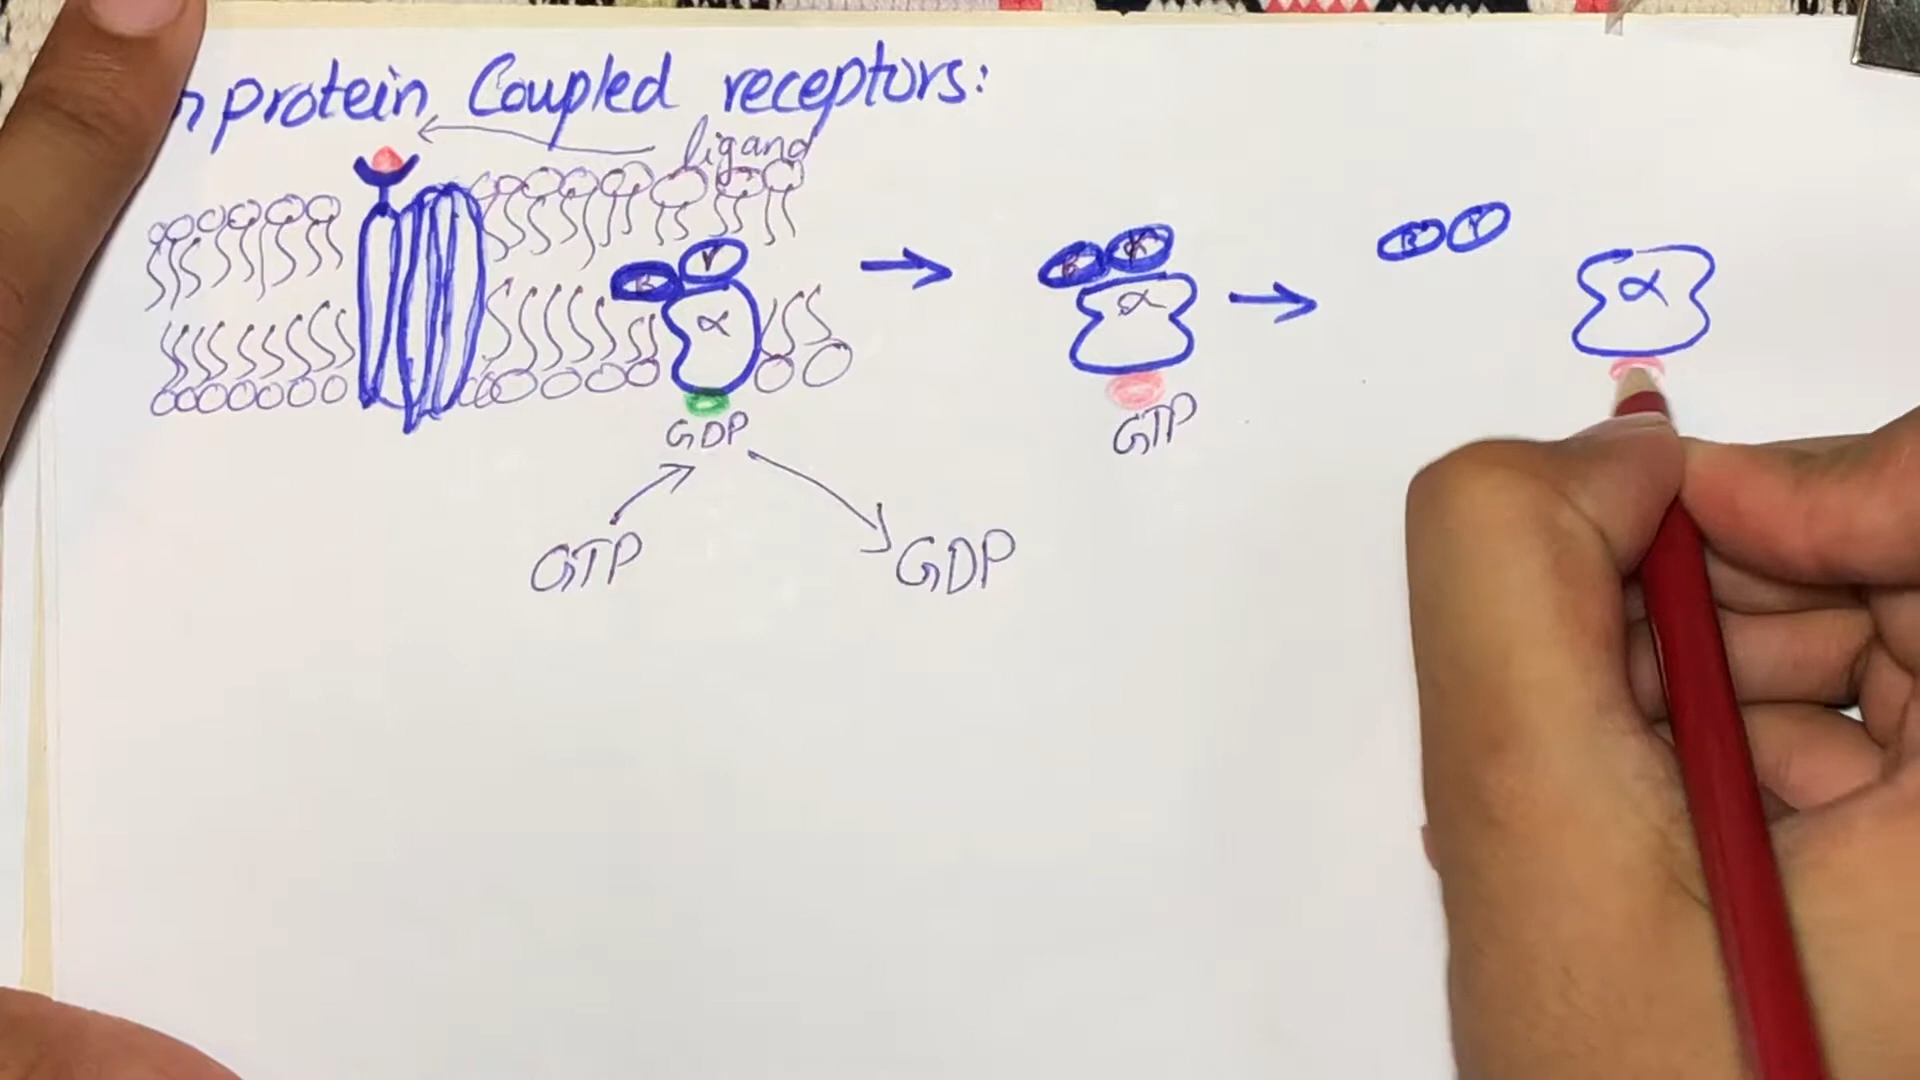 protein Coupled receptors:
ligand
B γ
α
GDP
GTP
GDP
B γ
α
GTP
B γ
α